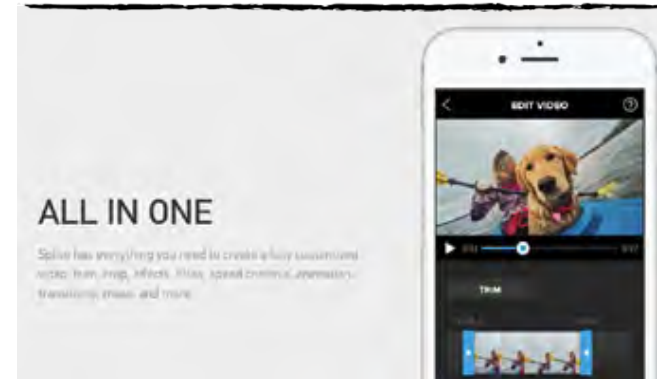 ALL IN ONE
Splice has everything you need to create a fully customized
video: trim, crop, effects, titles, speed controls, animation,
transitions, music, and more.
EDIT VIDEO
TRIM